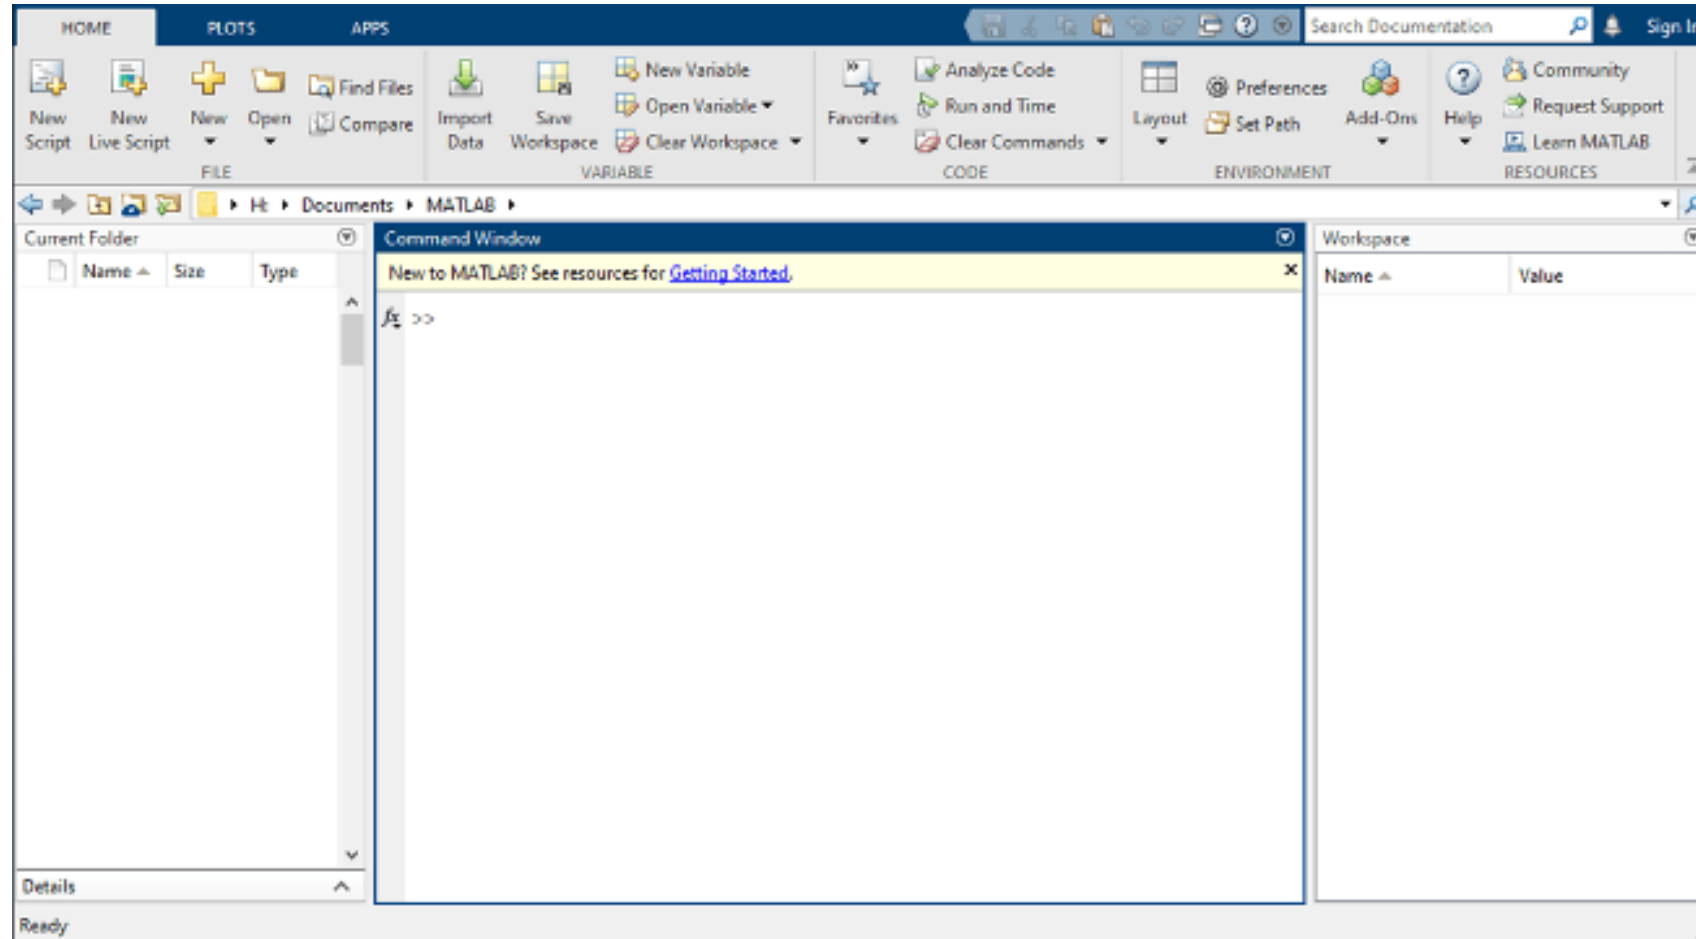 HOME PLOTS APPS Search Documentation Sign In
New Script
New Live Script
New
Open
Find Files
Compare
FILE
Import Data
Save Workspace
New Variable
Open Variable
Clear Workspace
VARIABLE
Favorites
Analyze Code
Run and Time
Clear Commands
CODE
Layout
Preferences
Set Path
Add-Ons
ENVIRONMENT
Help
Community
Request Support
Learn MATLAB
RESOURCES
H: Documents MATLAB
Current Folder
Name Size Type
Details
Command Window
New to MATLAB? See resources for Getting Started.
fx >>
Workspace
Name Value
Ready